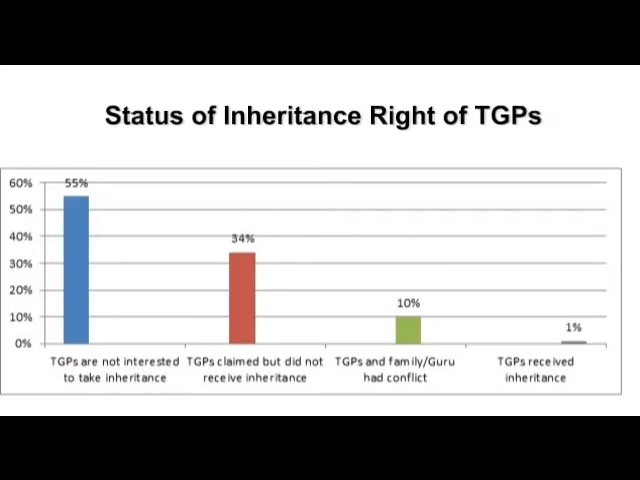 Status of Inheritance Right of TGPs
60%
50%
40%
30%
20%
10%
0%
55%
34%
10%
1%
TGPs are not interested
to take inheritance
TGPs claimed but did not
receive inheritance
TGPs and family/Guru
had conflict
TGPs received
inheritance